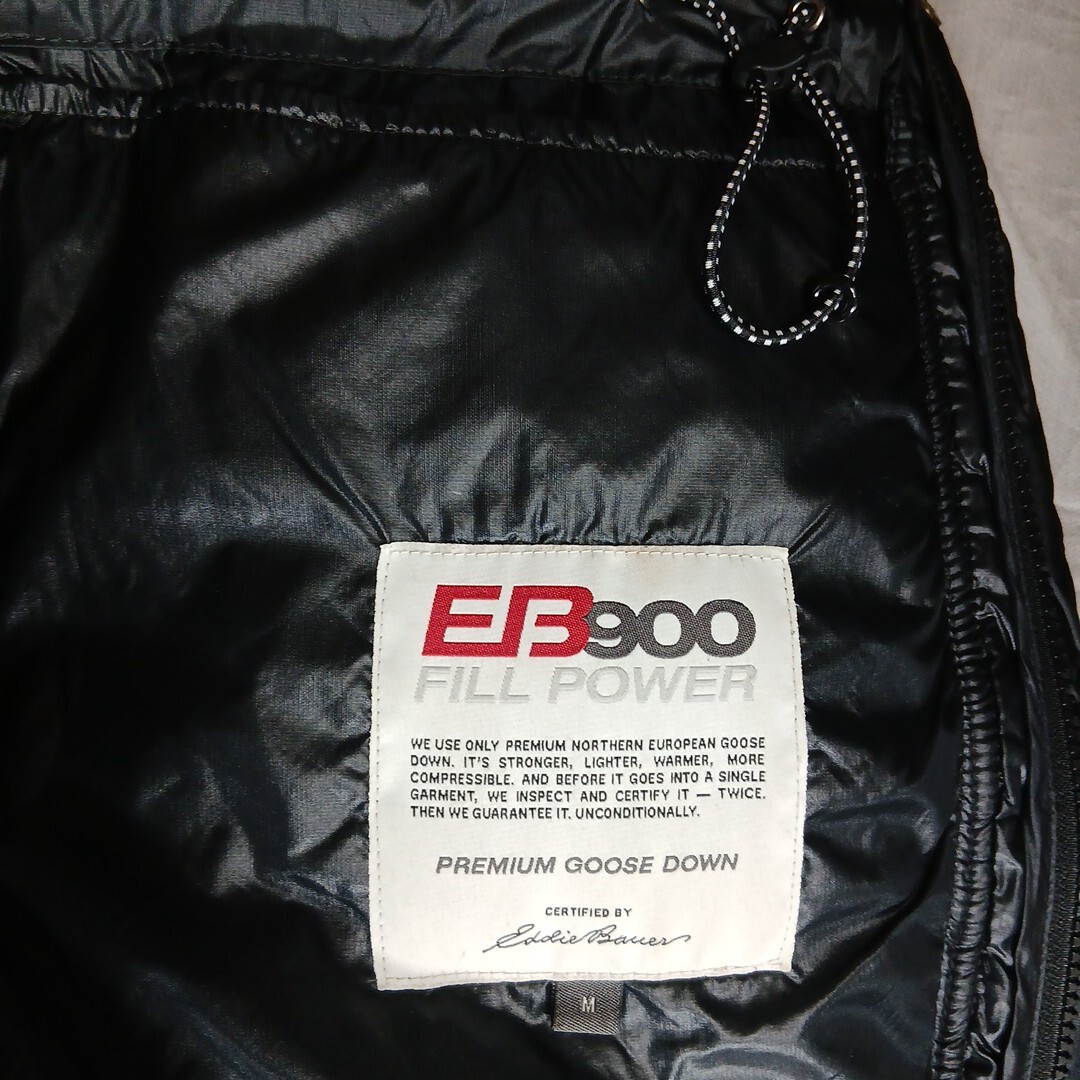 EB900
FILL POWER
WE USE ONLY PREMIUM NORTHERN EUROPEAN GOOSE
DOWN. IT'S STRONGER, LIGHTER, WARMER, MORE
COMPRESSIBLE. AND BEFORE IT GOES INTO A SINGLE
GARMENT, WE INSPECT AND CERTIFY IT — TWICE.
THEN WE GUARANTEE IT. UNCONDITIONALLY.
PREMIUM GOOSE DOWN
CERTIFIED BY
Eddie Bauer
M